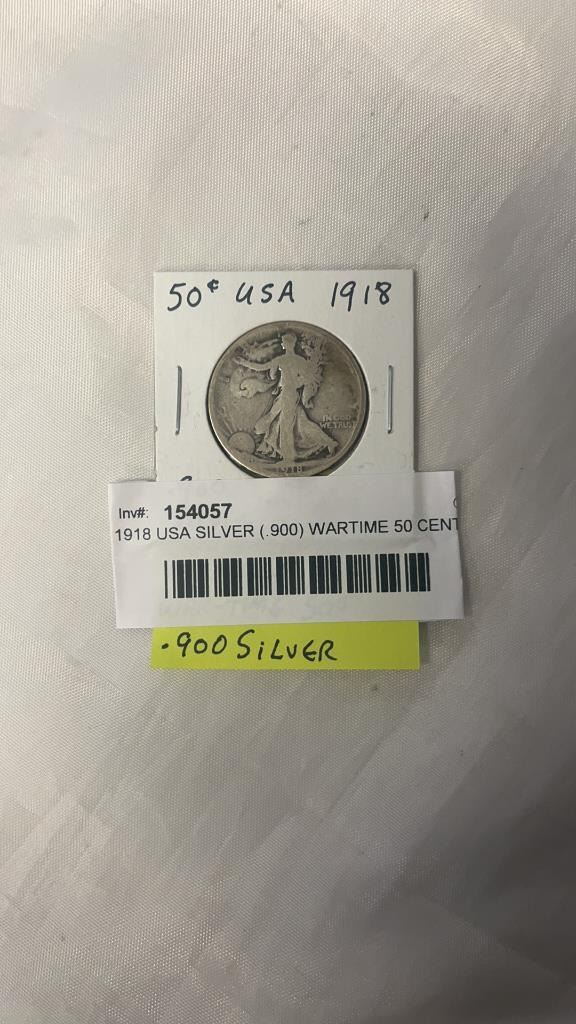 50¢ USA 1918
IN GOD
WE TRUST
1918
Inv#: 154057
1918 USA SILVER (.900) WARTIME 50 CENT
.900 SiLVER